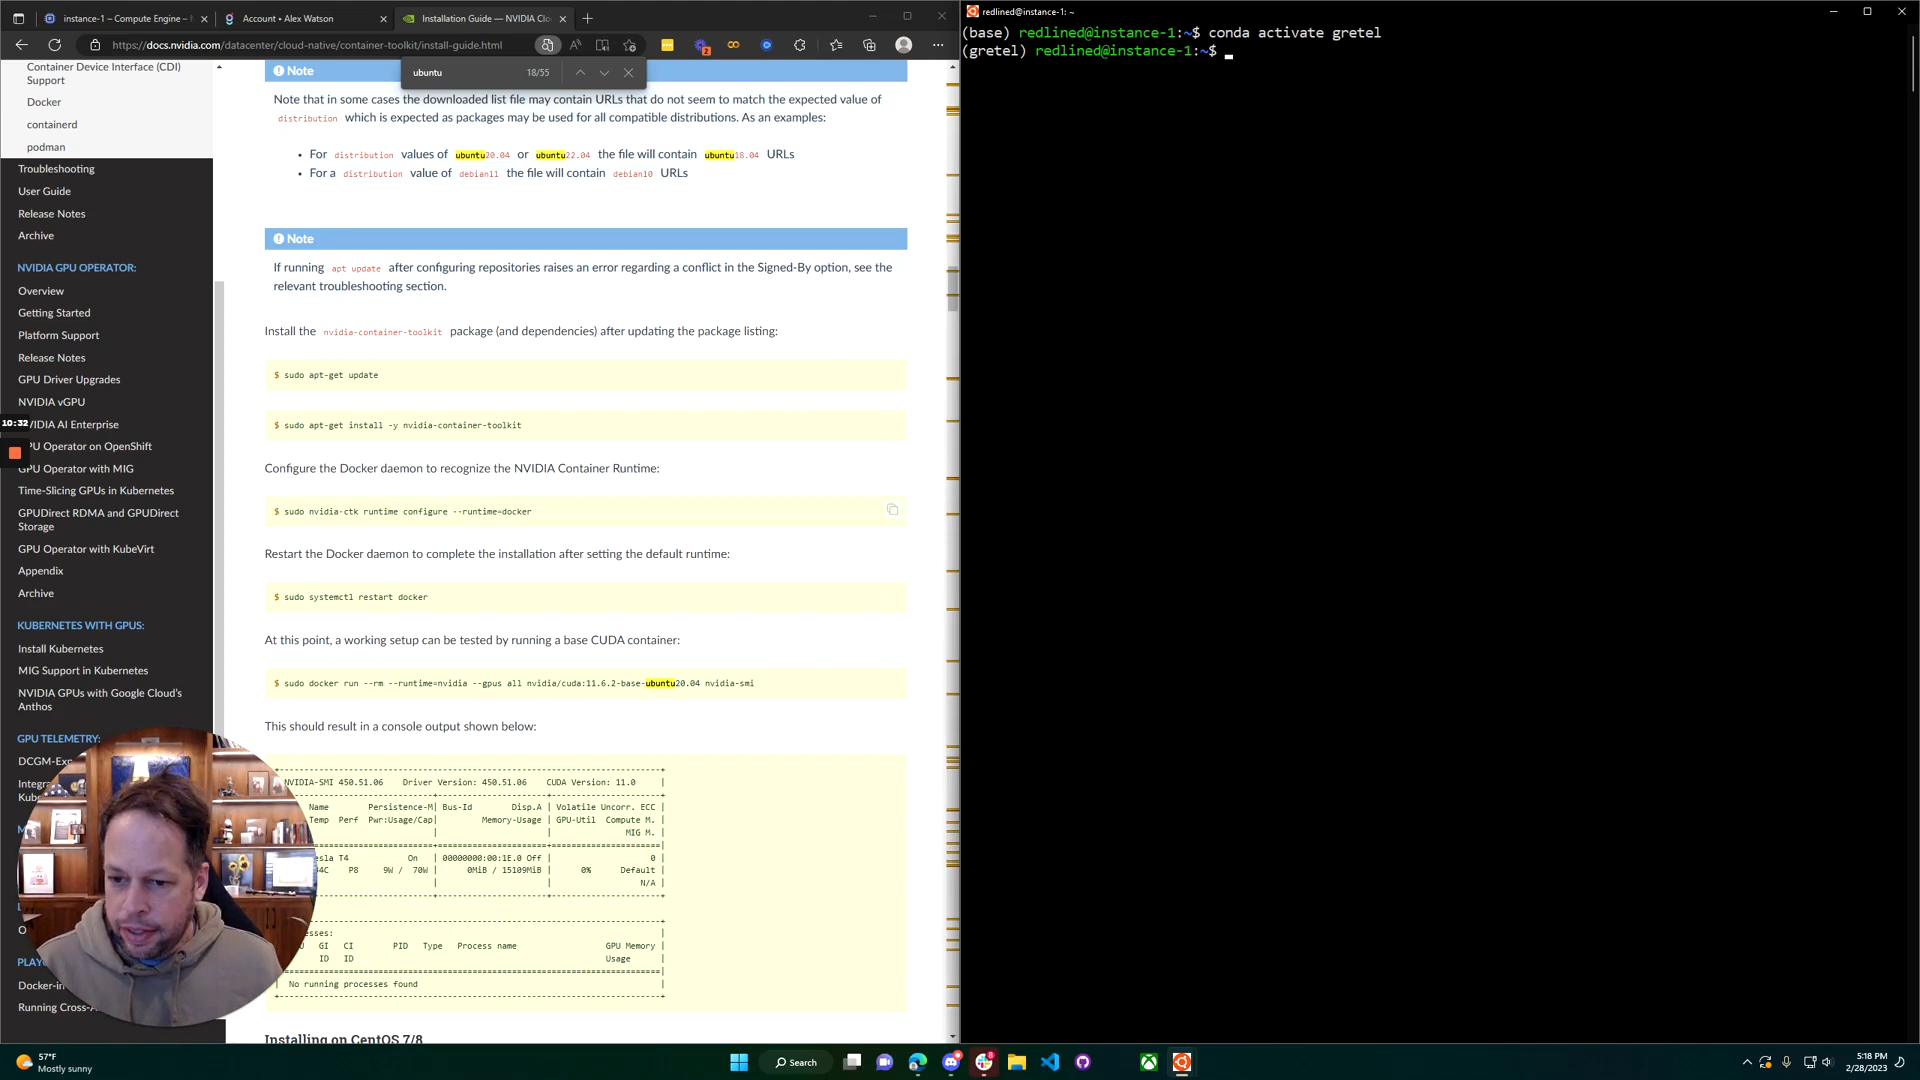 instance-1 – Compute Engine –
Account • Alex Watson
Installation Guide — NVIDIA Clo
https://docs.nvidia.com/datacenter/cloud-native/container-toolkit/install-guide.html
2
ubuntu
18/55
Container Device Interface (CDI)
Support
Docker
containerd
podman
Troubleshooting
User Guide
Release Notes
Archive
NVIDIA GPU OPERATOR:
Overview
Getting Started
Platform Support
Release Notes
GPU Driver Upgrades
NVIDIA vGPU
VIDIA AI Enterprise
PU Operator on OpenShift
GPU Operator with MIG
Time-Slicing GPUs in Kubernetes
GPUDirect RDMA and GPUDirect
Storage
GPU Operator with KubeVirt
Appendix
Archive
KUBERNETES WITH GPUS:
Install Kubernetes
MIG Support in Kubernetes
NVIDIA GPUs with Google Cloud's
Anthos
GPU TELEMETRY:
DCGM-Exp
Integra
Kube
M
O
PLAYG
Docker-in
Running Cross-A
10:32
Note
Note that in some cases the downloaded list file may contain URLs that do not seem to match the expected value of
distribution which is expected as packages may be used for all compatible distributions. As an examples:
• For distribution values of ubuntu20.04 or ubuntu22.04 the file will contain ubuntu18.04 URLs
• For a distribution value of debian11 the file will contain debian10 URLs
Note
If running apt update after configuring repositories raises an error regarding a conflict in the Signed-By option, see the
relevant troubleshooting section.
Install the nvidia-container-toolkit package (and dependencies) after updating the package listing:
$ sudo apt-get update
$ sudo apt-get install -y nvidia-container-toolkit
Configure the Docker daemon to recognize the NVIDIA Container Runtime:
$ sudo nvidia-ctk runtime configure --runtime=docker
Restart the Docker daemon to complete the installation after setting the default runtime:
$ sudo systemctl restart docker
At this point, a working setup can be tested by running a base CUDA container:
$ sudo docker run --rm --runtime=nvidia --gpus all nvidia/cuda:11.6.2-base-ubuntu20.04 nvidia-smi
This should result in a console output shown below:
+-----------------------------------------------------------------------------+
NVIDIA-SMI 450.51.06    Driver Version: 450.51.06    CUDA Version: 11.0     |
Name        Persistence-M| Bus-Id        Disp.A | Volatile Uncorr. ECC |
Temp  Perf  Pwr:Usage/Cap|         Memory-Usage | GPU-Util  Compute M. |
|                      |               MIG M. |
esla T4            On  | 00000000:00:1E.0 Off |                    0 |
34C    P8     9W /  70W |      0MiB / 15109MiB |      0%      Default |
|                      |                  N/A |
esses:                                                                  |
GI   CI        PID   Type   Process name                  GPU Memory |
ID   ID                                                   Usage      |
No running processes found                                                 |
+-----------------------------------------------------------------------------+
Installing on CentOS 7/8
redlined@instance-1: ~
(base) redlined@instance-1:~$ conda activate gretel
(gretel) redlined@instance-1:~$
57°F
Mostly sunny
Search
8
5:18 PM
2/28/2023